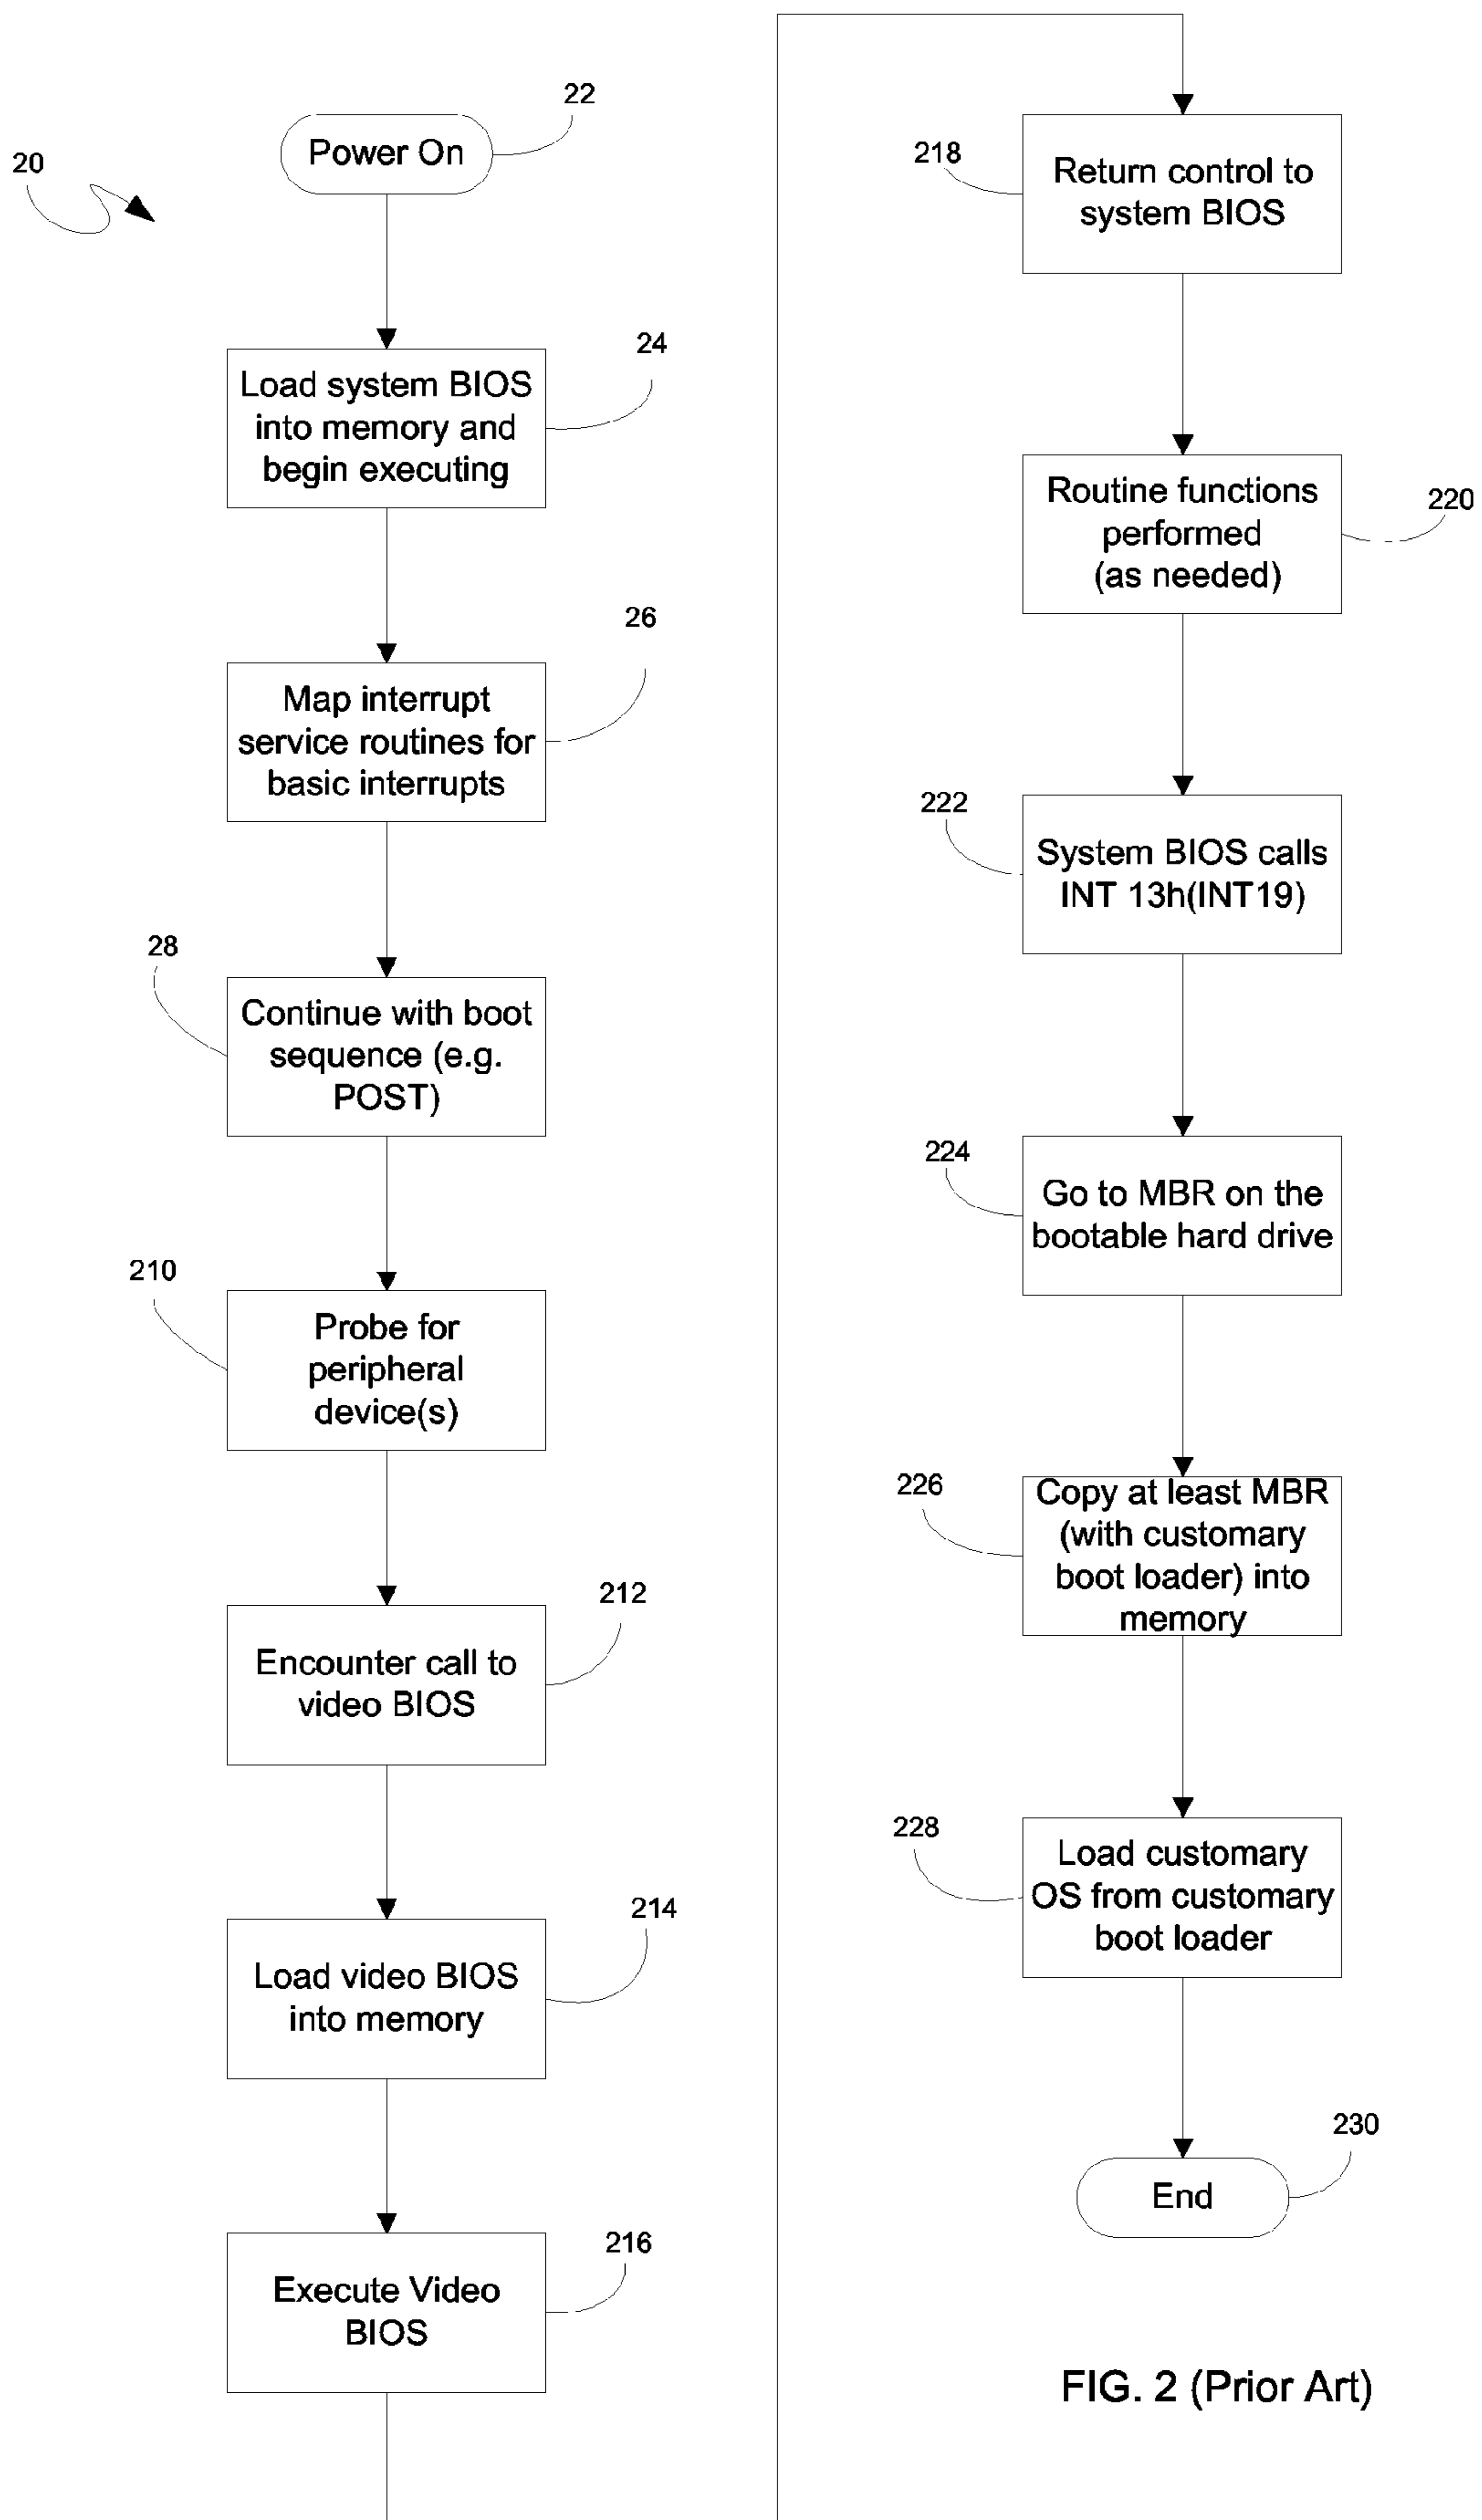 20
22
Power On
24
Load system BIOS
into memory and
begin executing
26
Map interrupt
service routines for
basic interrupts
28
Continue with boot
sequence (e.g.
POST)
210
Probe for
peripheral
device(s)
212
Encounter call to
video BIOS
214
Load video BIOS
into memory
216
Execute Video
BIOS
218
Return control to
system BIOS
220
Routine functions
performed
(as needed)
222
System BIOS calls
INT 13h(INT19)
224
Go to MBR on the
bootable hard drive
226
Copy at least MBR
(with customary
boot loader) into
memory
228
Load customary
OS from customary
boot loader
230
End
FIG. 2 (Prior Art)